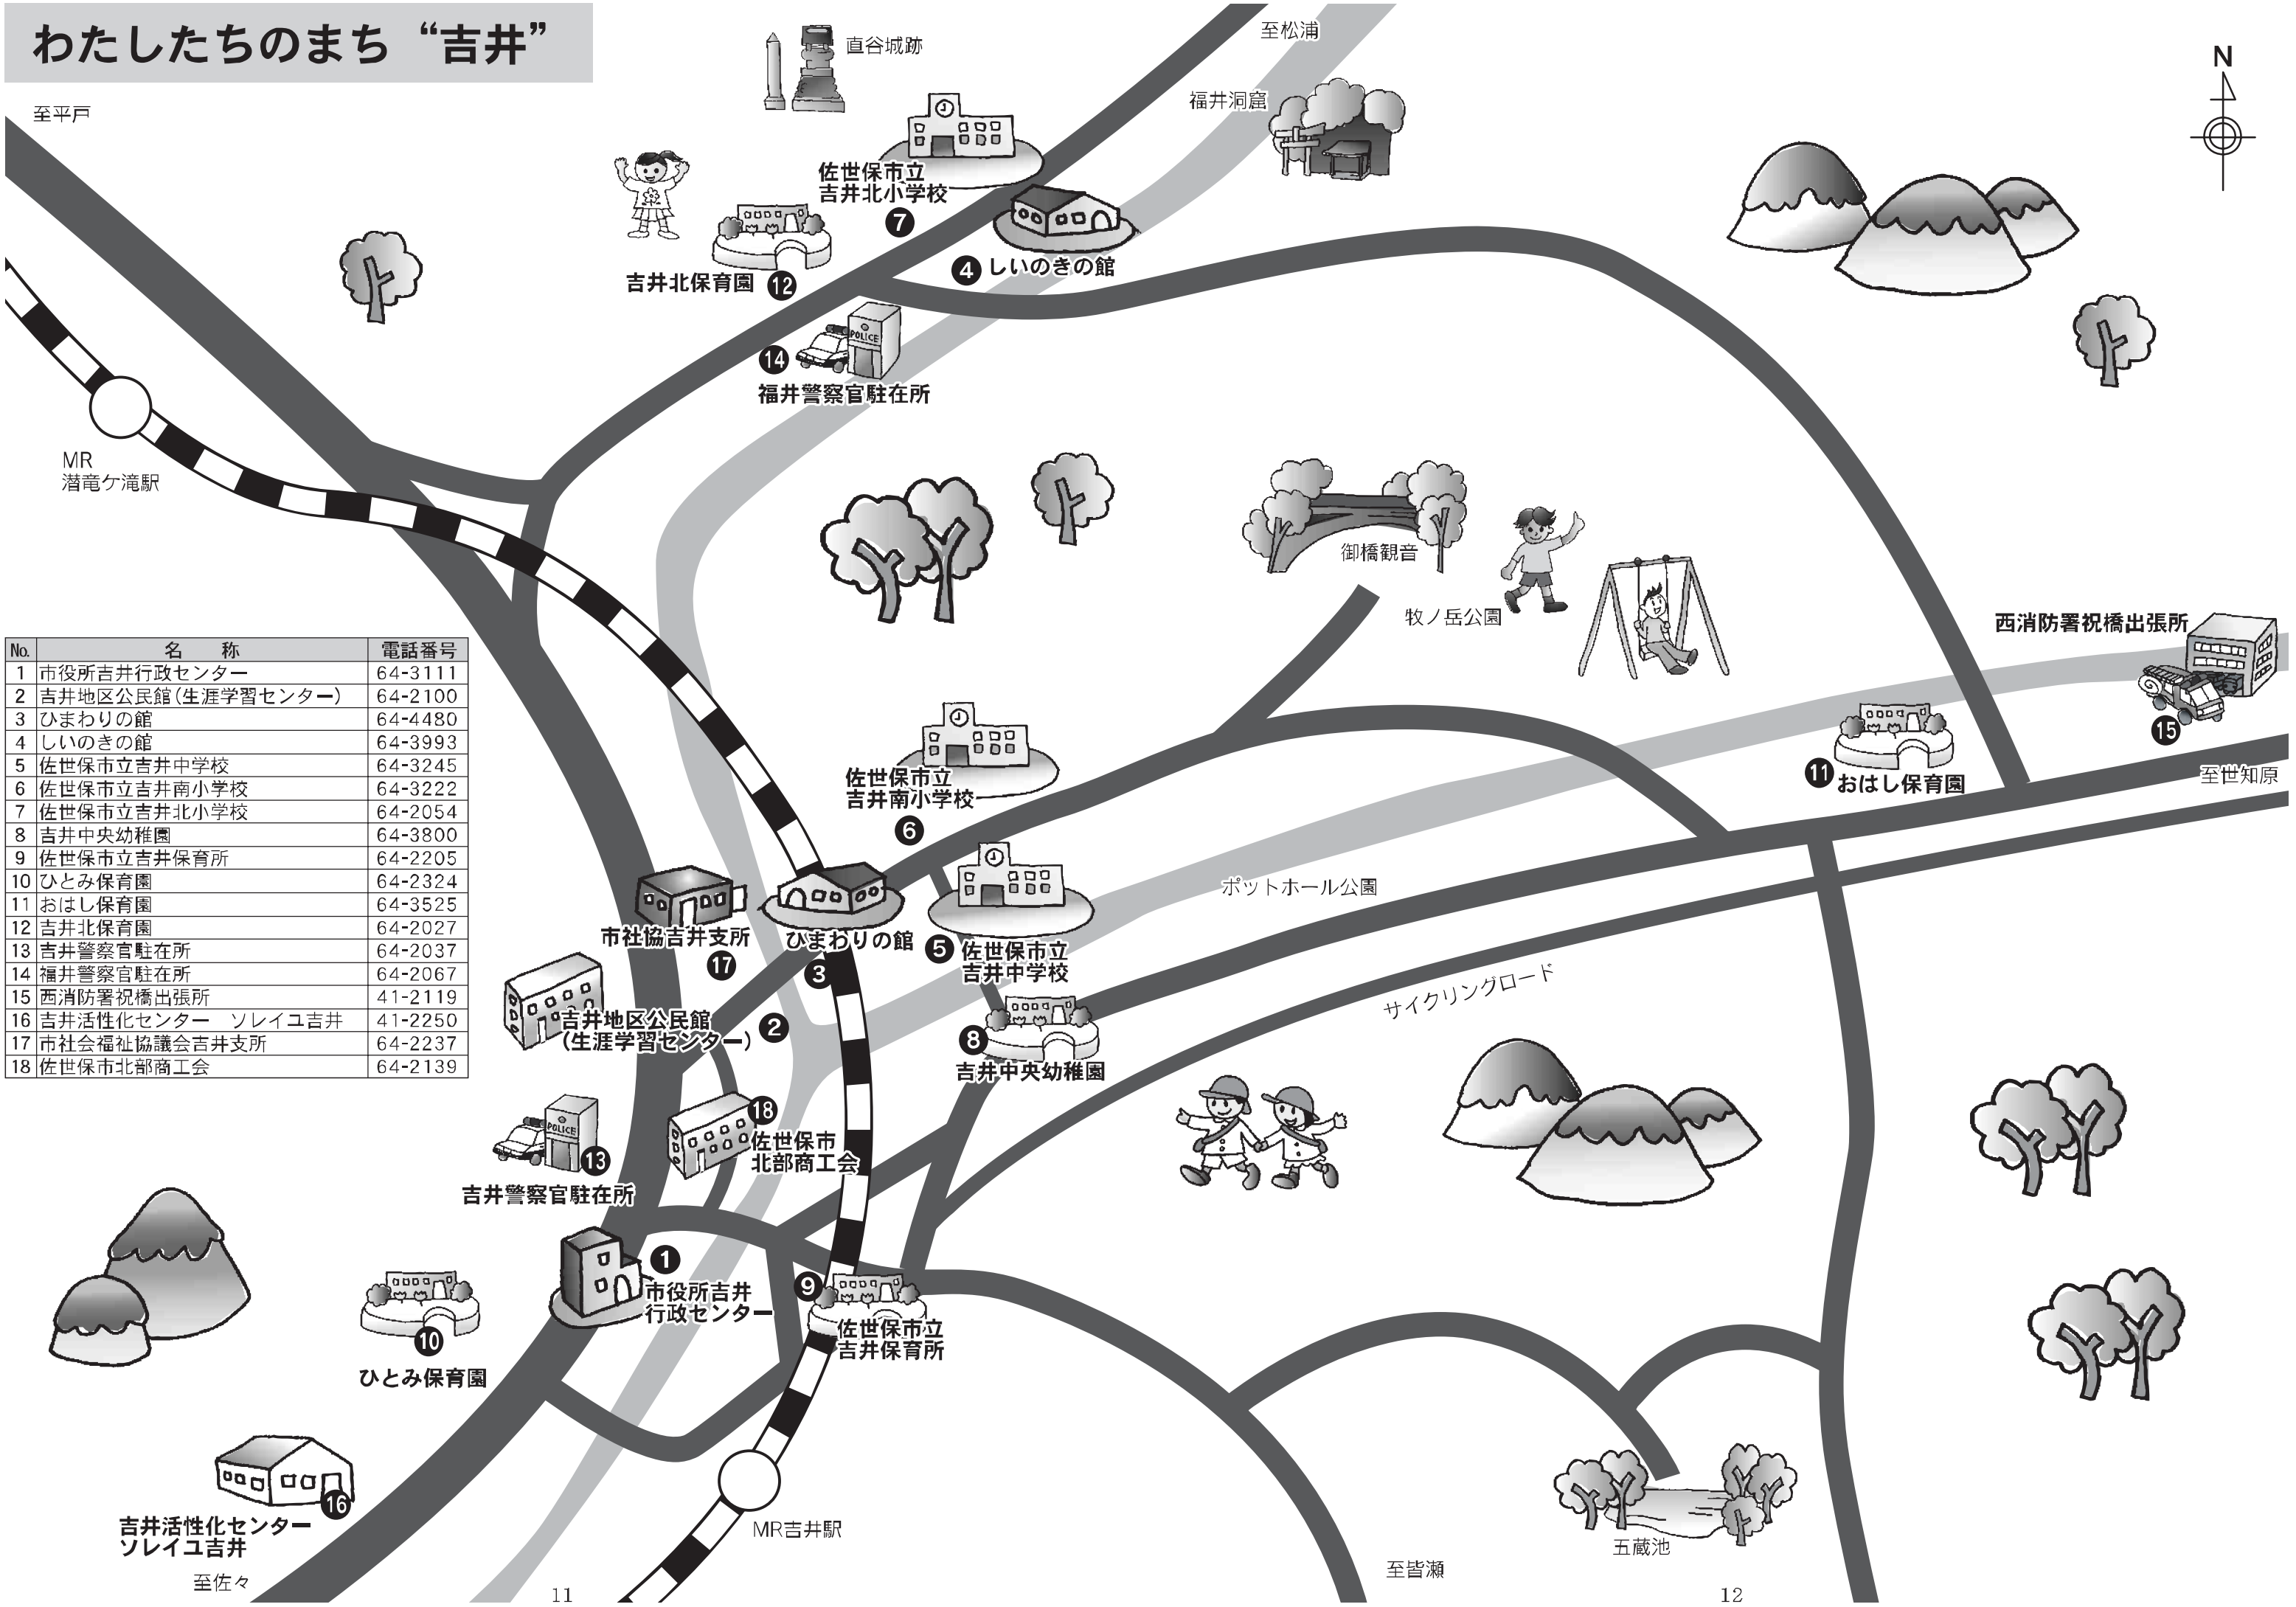 わたしたちのまち “吉井”
至平戸
直谷城跡
至松浦
福井洞窟
N
佐世保市立
吉井北小学校
7
吉井北保育園 12
4 しいのきの館
POLICE
14
福井警察官駐在所
MR
潜竜ケ滝駅
御橋観音
牧ノ岳公園
西消防署祝橋出張所
15
11 おはし保育園
至世知原
No. 名　称 電話番号
1 市役所吉井行政センター 64-3111
2 吉井地区公民館(生涯学習センター) 64-2100
3 ひまわりの館 64-4480
4 しいのきの館 64-3993
5 佐世保市立吉井中学校 64-3245
6 佐世保市立吉井南小学校 64-3222
7 佐世保市立吉井北小学校 64-2054
8 吉井中央幼稚園 64-3800
9 佐世保市立吉井保育所 64-2205
10 ひとみ保育園 64-2324
11 おはし保育園 64-3525
12 吉井北保育園 64-2027
13 吉井警察官駐在所 64-2037
14 福井警察官駐在所 64-2067
15 西消防署祝橋出張所 41-2119
16 吉井活性化センター　ソレイユ吉井 41-2250
17 市社会福祉協議会吉井支所 64-2237
18 佐世保市北部商工会 64-2139
佐世保市立
吉井南小学校
6
ポットホール公園
市社協吉井支所
17
ひまわりの館
3
5 佐世保市立
吉井中学校
サイクリングロード
吉井地区公民館
(生涯学習センター)
2
8
吉井中央幼稚園
18
佐世保市
北部商工会
POLICE
13
吉井警察官駐在所
1
市役所吉井
行政センター
9
佐世保市立
吉井保育所
10
ひとみ保育園
16
吉井活性化センター
ソレイユ吉井
至佐々
MR吉井駅
五蔵池
至皆瀬
11
12